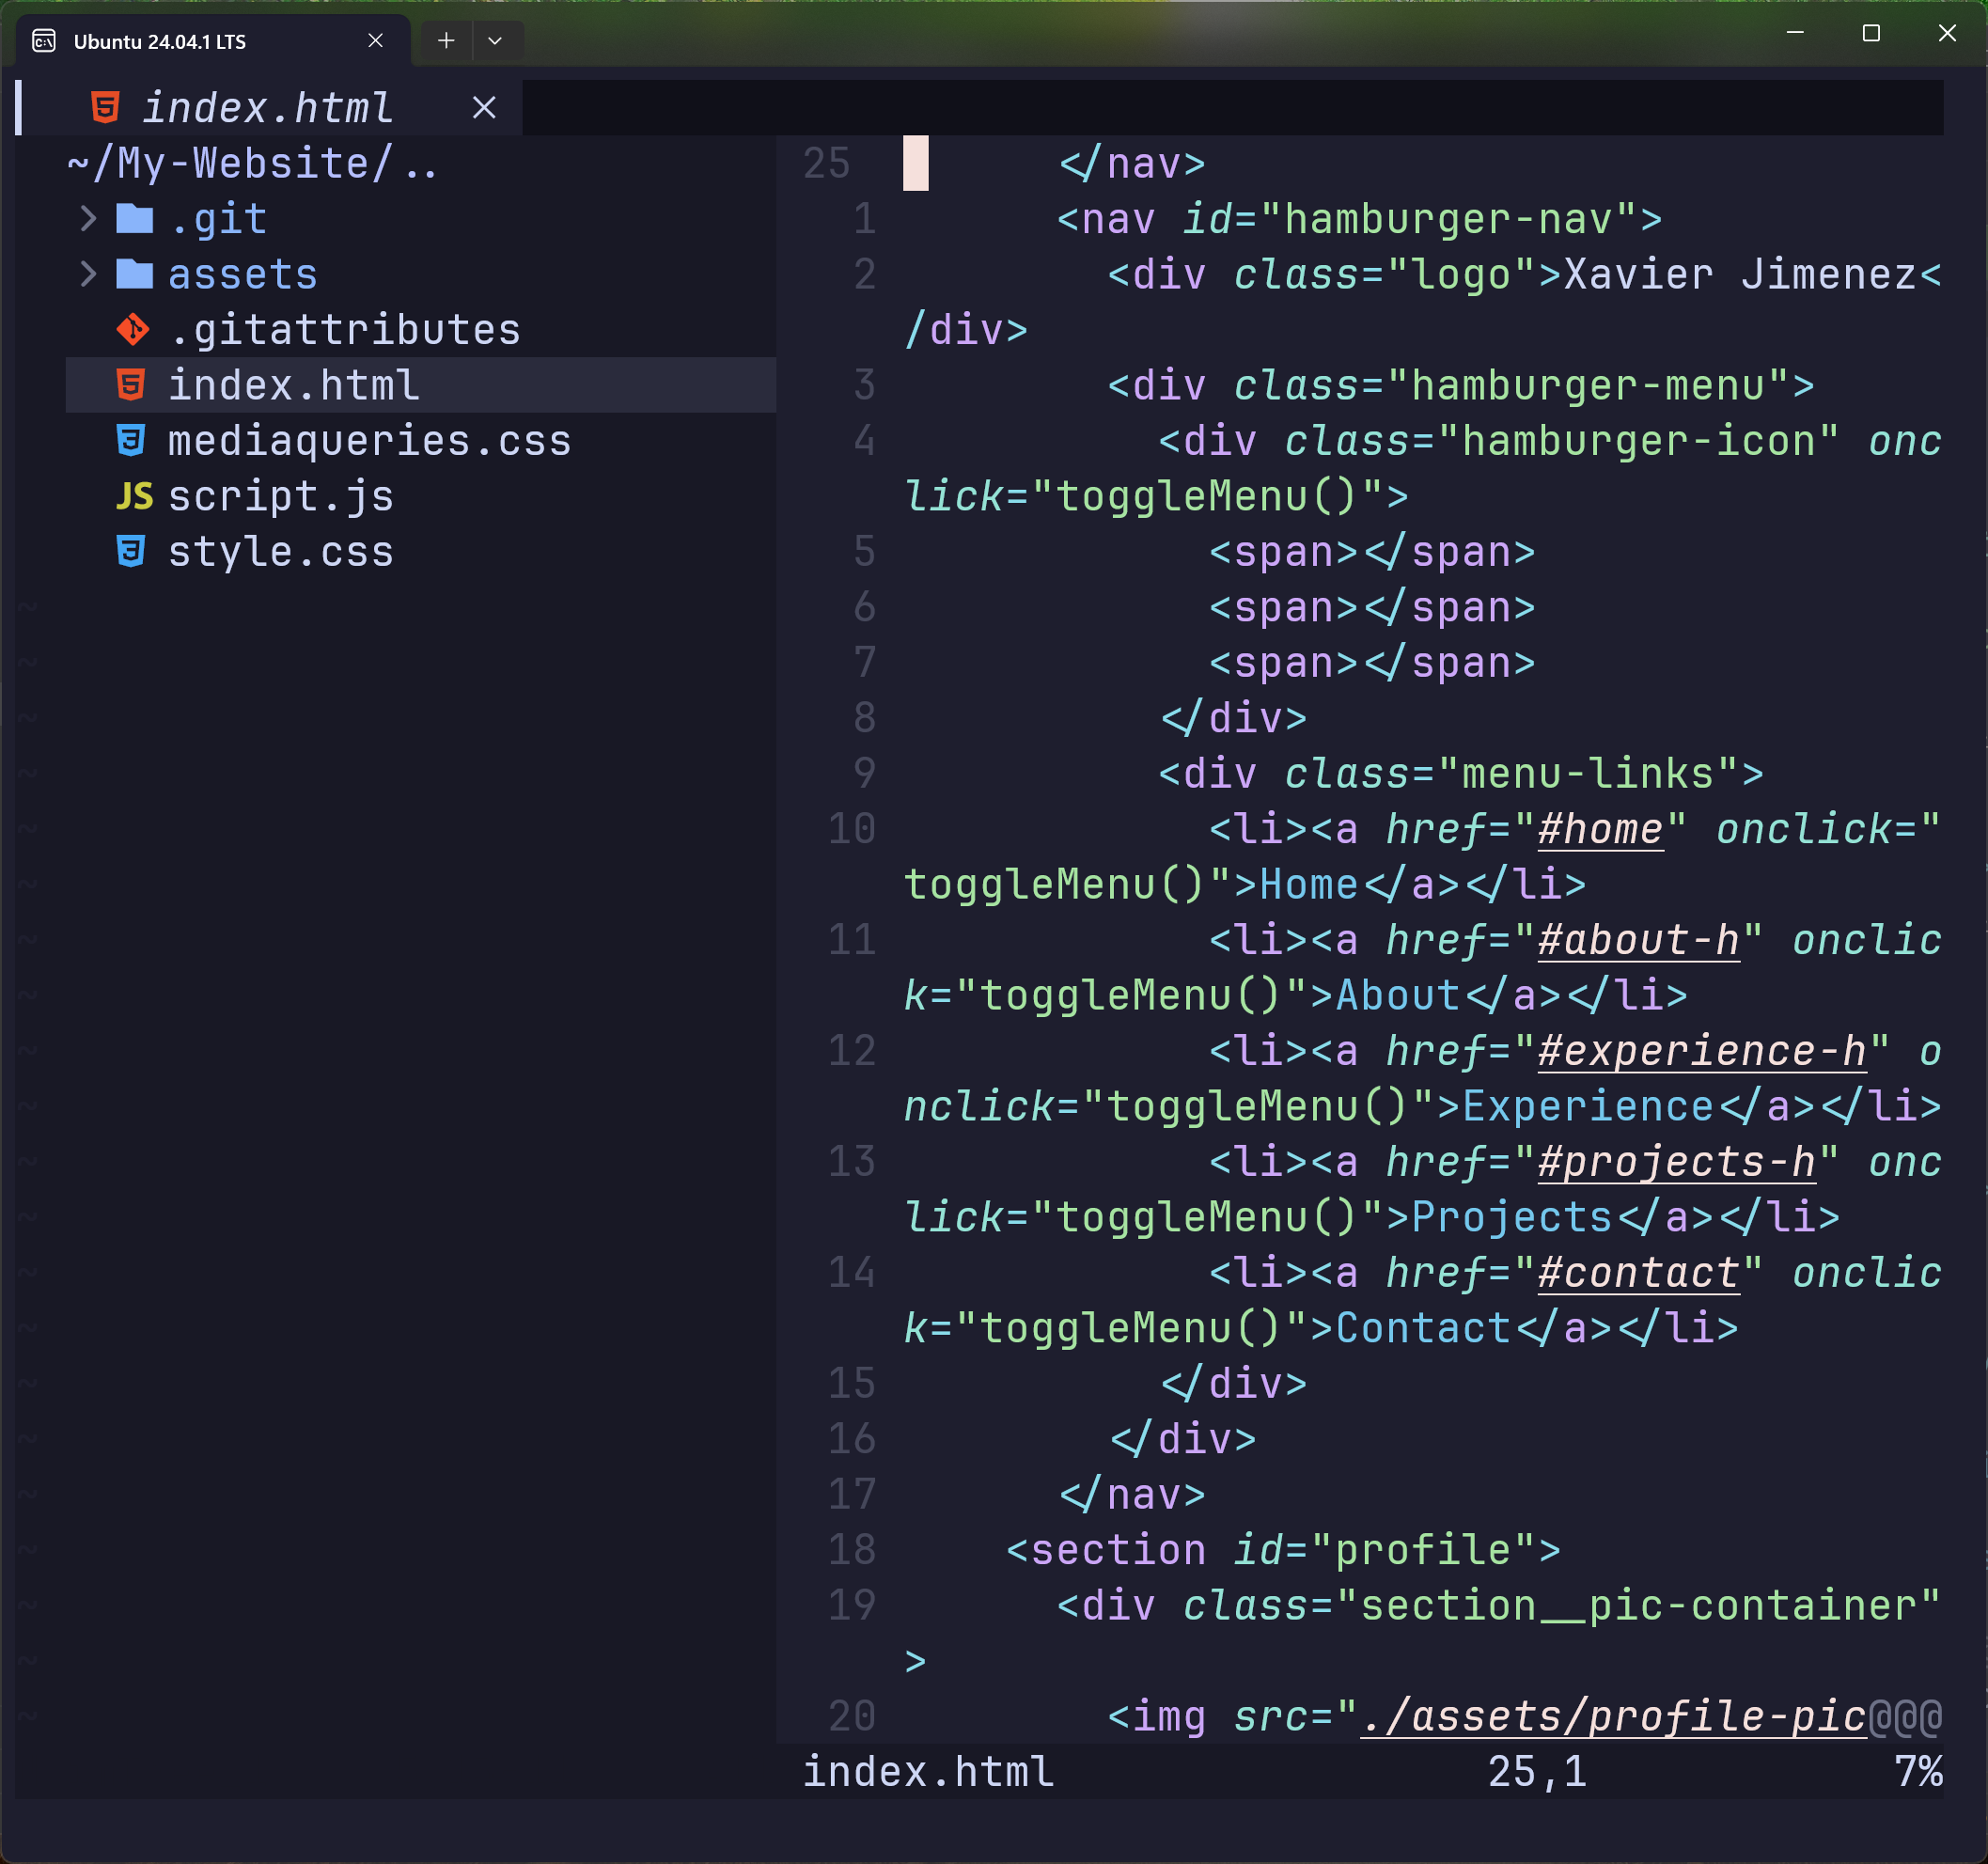 Ubuntu 24.04.1 LTS
index.html
~/My-Website/..
.git
assets
.gitattributes
index.html
mediaqueries.css
JS script.js
style.css
25 </nav>
1 <nav id="hamburger-nav">
2 <div class="logo">Xavier Jimenez<
/div>
3 <div class="hamburger-menu">
4 <div class="hamburger-icon" onc
lick="toggleMenu()">
5 <span></span>
6 <span></span>
7 <span></span>
8 </div>
9 <div class="menu-links">
10 <li><a href="#home" onclick="
toggleMenu()">Home</a></li>
11 <li><a href="#about-h" onclic
k="toggleMenu()">About</a></li>
12 <li><a href="#experience-h" o
nclick="toggleMenu()">Experience</a></li>
13 <li><a href="#projects-h" onc
lick="toggleMenu()">Projects</a></li>
14 <li><a href="#contact" onclic
k="toggleMenu()">Contact</a></li>
15 </div>
16 </div>
17 </nav>
18 <section id="profile">
19 <div class="section__pic-container"
>
20 <img src="./assets/profile-pic@@@
index.html 25,1 7%